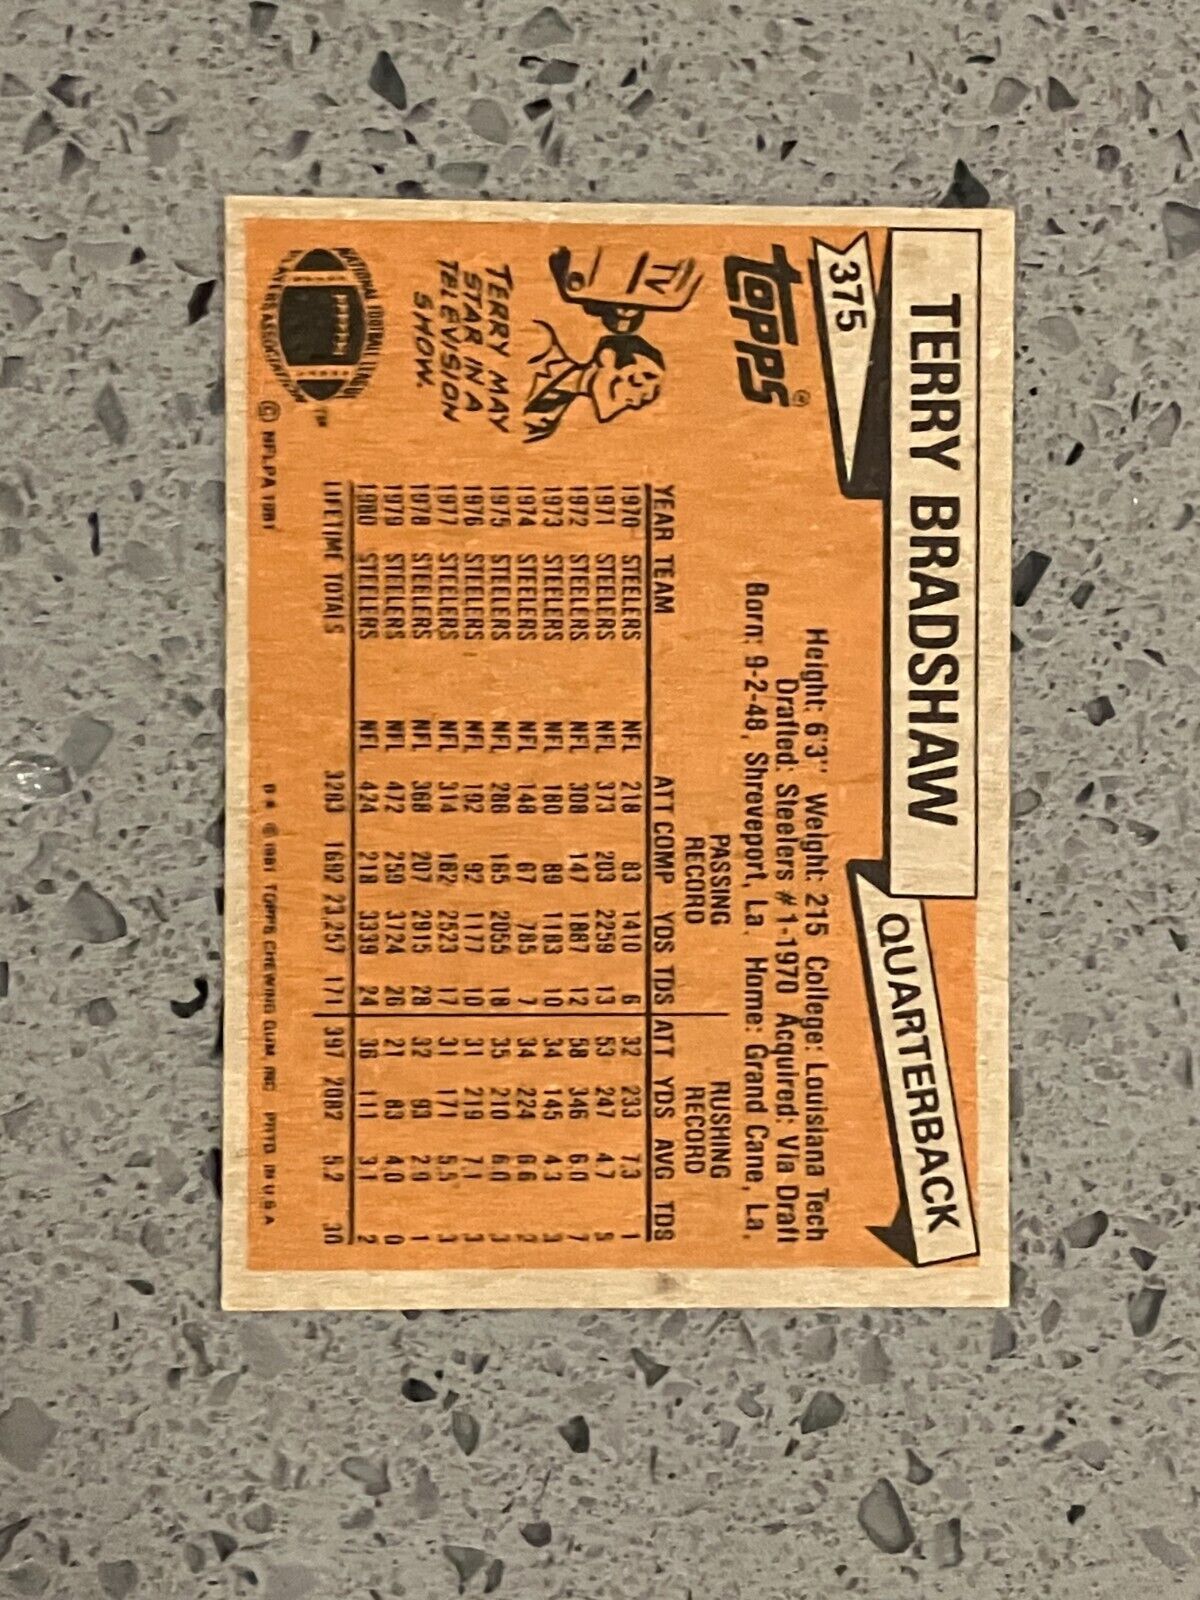 TERRY BRADSHAW
QUARTERBACK
375
TOPPS®
Height: 6'3" Weight: 215 College: Louisiana Tech
Drafted: Steelers #1-1970 Acquired: Via Draft
Born: 9-2-48, Shreveport, La. Home: Grand Cane, La.
TV
TERRY MAY
STAR IN A
TELEVISION
SHOW.
PASSING RECORD RUSHING RECORD
YEAR TEAM ATT COMP YDS TDS ATT YDS AVG TDS
1970 STEELERS NFL 218 83 1410 6 32 233 7.3 1
1971 STEELERS NFL 373 203 2259 13 53 247 4.7 5
1972 STEELERS NFL 308 147 1887 12 58 346 6.0 7
1973 STEELERS NFL 180 89 1183 10 34 145 4.3 3
1974 STEELERS NFL 148 67 785 7 34 224 6.6 2
1975 STEELERS NFL 286 165 2055 18 35 210 6.0 3
1976 STEELERS NFL 192 92 1177 10 31 219 7.1 3
1977 STEELERS NFL 314 162 2523 17 31 171 5.5 3
1978 STEELERS NFL 368 207 2915 28 32 93 2.9 1
1979 STEELERS NFL 472 259 3724 26 21 83 4.0 0
1980 STEELERS NFL 424 218 3339 24 36 111 3.1 2
LIFETIME TOTALS 3283 1692 23,257 171 397 2082 5.2 30
NATIONAL FOOTBALL LEAGUE
PLAYERS ASSOCIATION
TM
© NFLPA 1981
© 1981 TOPPS CHEWING GUM, INC. PRTD. IN U.S.A.